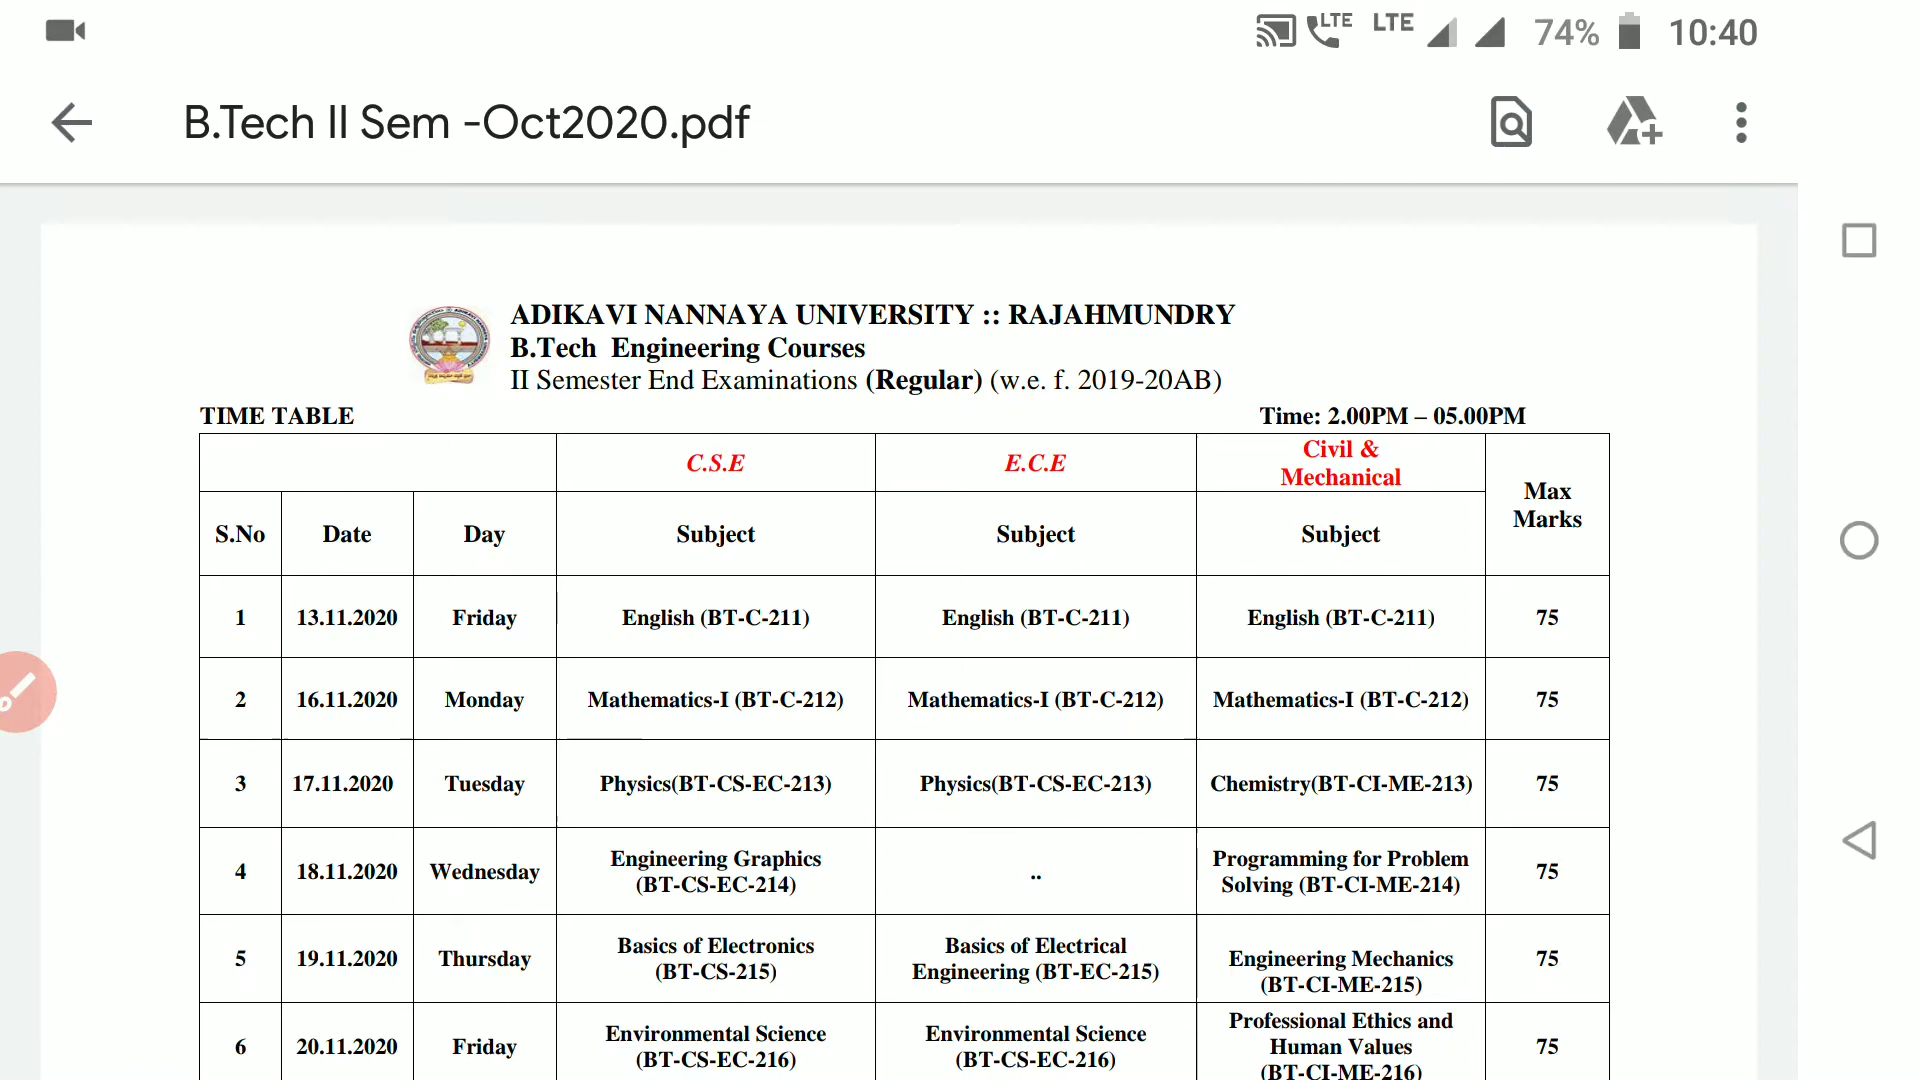 LTE LTE 74% 10:40
B.Tech II Sem -Oct2020.pdf
ADIKAVI NANNAYA UNIVERSITY :: RAJAHMUNDRY
B.Tech Engineering Courses
II Semester End Examinations (Regular) (w.e. f. 2019-20AB)
TIME TABLE Time: 2.00PM – 05.00PM
C.S.E E.C.E Civil &
Mechanical
Max
Marks
S.No Date Day Subject Subject Subject
1 13.11.2020 Friday English (BT-C-211) English (BT-C-211) English (BT-C-211) 75
2 16.11.2020 Monday Mathematics-I (BT-C-212) Mathematics-I (BT-C-212) Mathematics-I (BT-C-212) 75
3 17.11.2020 Tuesday Physics(BT-CS-EC-213) Physics(BT-CS-EC-213) Chemistry(BT-CI-ME-213) 75
4 18.11.2020 Wednesday Engineering Graphics
(BT-CS-EC-214) .. Programming for Problem
Solving (BT-CI-ME-214) 75
5 19.11.2020 Thursday Basics of Electronics
(BT-CS-215) Basics of Electrical
Engineering (BT-EC-215) Engineering Mechanics
(BT-CI-ME-215) 75
6 20.11.2020 Friday Environmental Science
(BT-CS-EC-216) Environmental Science
(BT-CS-EC-216) Professional Ethics and
Human Values
(BT-CI-ME-216) 75